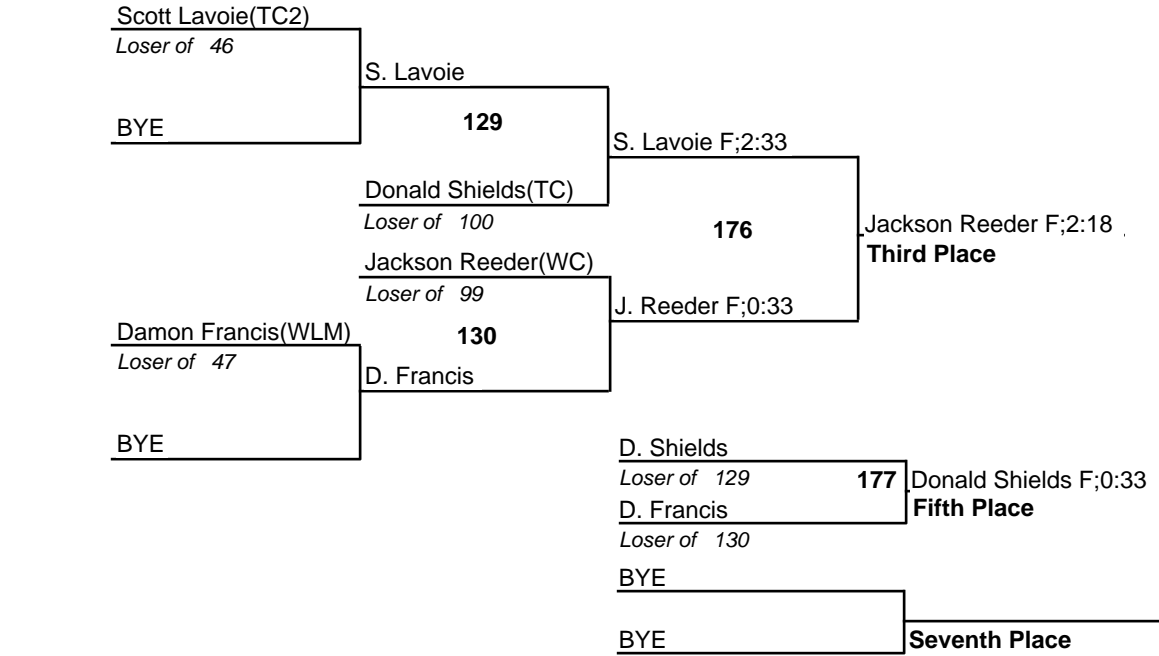 Scott Lavoie(TC2)
Loser of 46
S. Lavoie
BYE
129
S. Lavoie F;2:33
Donald Shields(TC)
Loser of 100
176
Jackson Reeder F;2:18
Third Place
Jackson Reeder(WC)
Loser of 99
J. Reeder F;0:33
Damon Francis(WLM)
130
Loser of 47
D. Francis
BYE
D. Shields
Loser of 129
177
Donald Shields F;0:33
D. Francis
Fifth Place
Loser of 130
BYE
BYE
Seventh Place